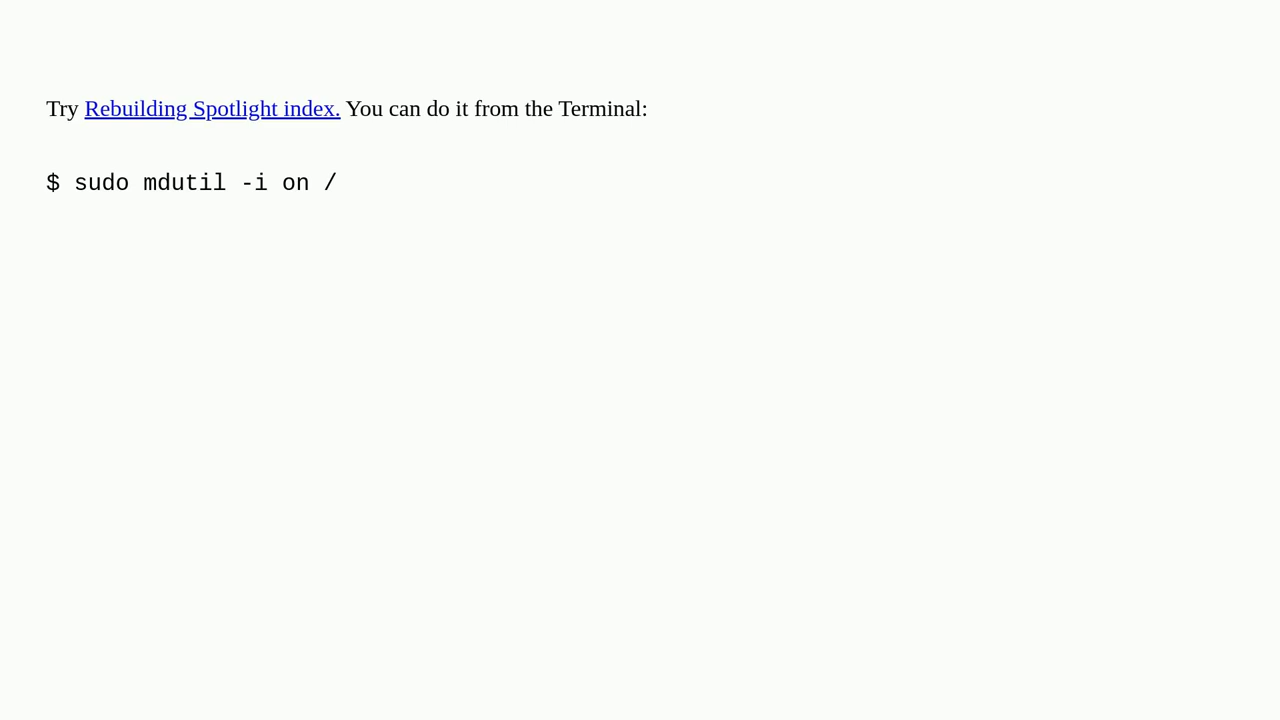 Try Rebuilding Spotlight index. You can do it from the Terminal:
$ sudo mdutil -i on /